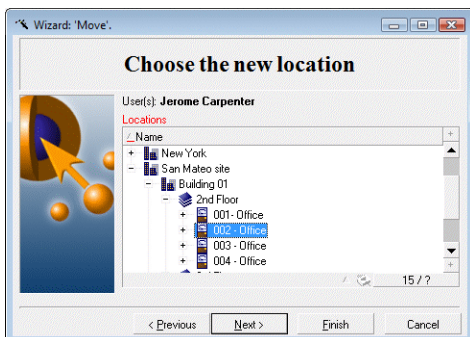 Wizard: 'Move'.
Choose the new location
User(s): Jerome Carpenter
Locations
Name
New York
San Mateo site
Building 01
2nd Floor
001- Office
002 - Office
003 - Office
004 - Office
15 / ?
< Previous Next > Finish Cancel